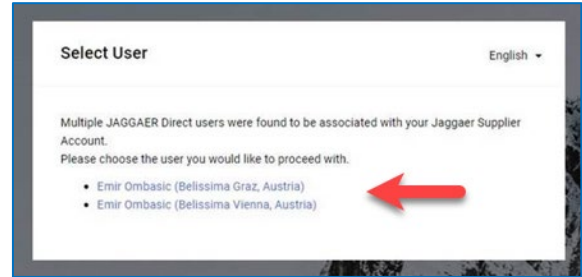 Select User
English
Multiple JAGGAER Direct users were found to be associated with your Jaggaer Supplier
Account.
Please choose the user you would like to proceed with.
Emir Ombasic (Belissima Graz, Austria)
Emir Ombasic (Belissima Vienna, Austria)